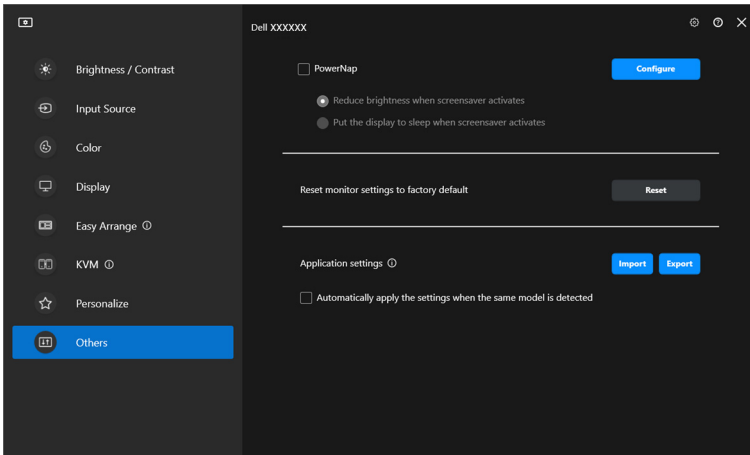 Dell XXXXXX
Brightness / Contrast
Input Source
Color
Display
Easy Arrange
KVM
Personalize
Others
PowerNap
Configure
Reduce brightness when screensaver activates
Put the display to sleep when screensaver activates
Reset monitor settings to factory default
Reset
Application settings
Import
Export
Automatically apply the settings when the same model is detected